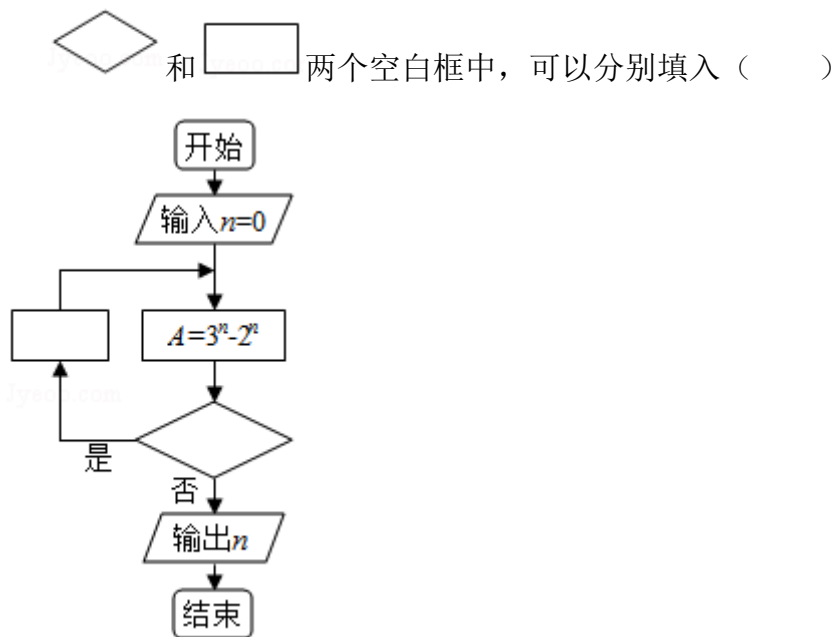 和 两个空白框中，可以分别填入（ ）
开始
输入n=0
A=3ⁿ-2ⁿ
是
否
输出n
结束